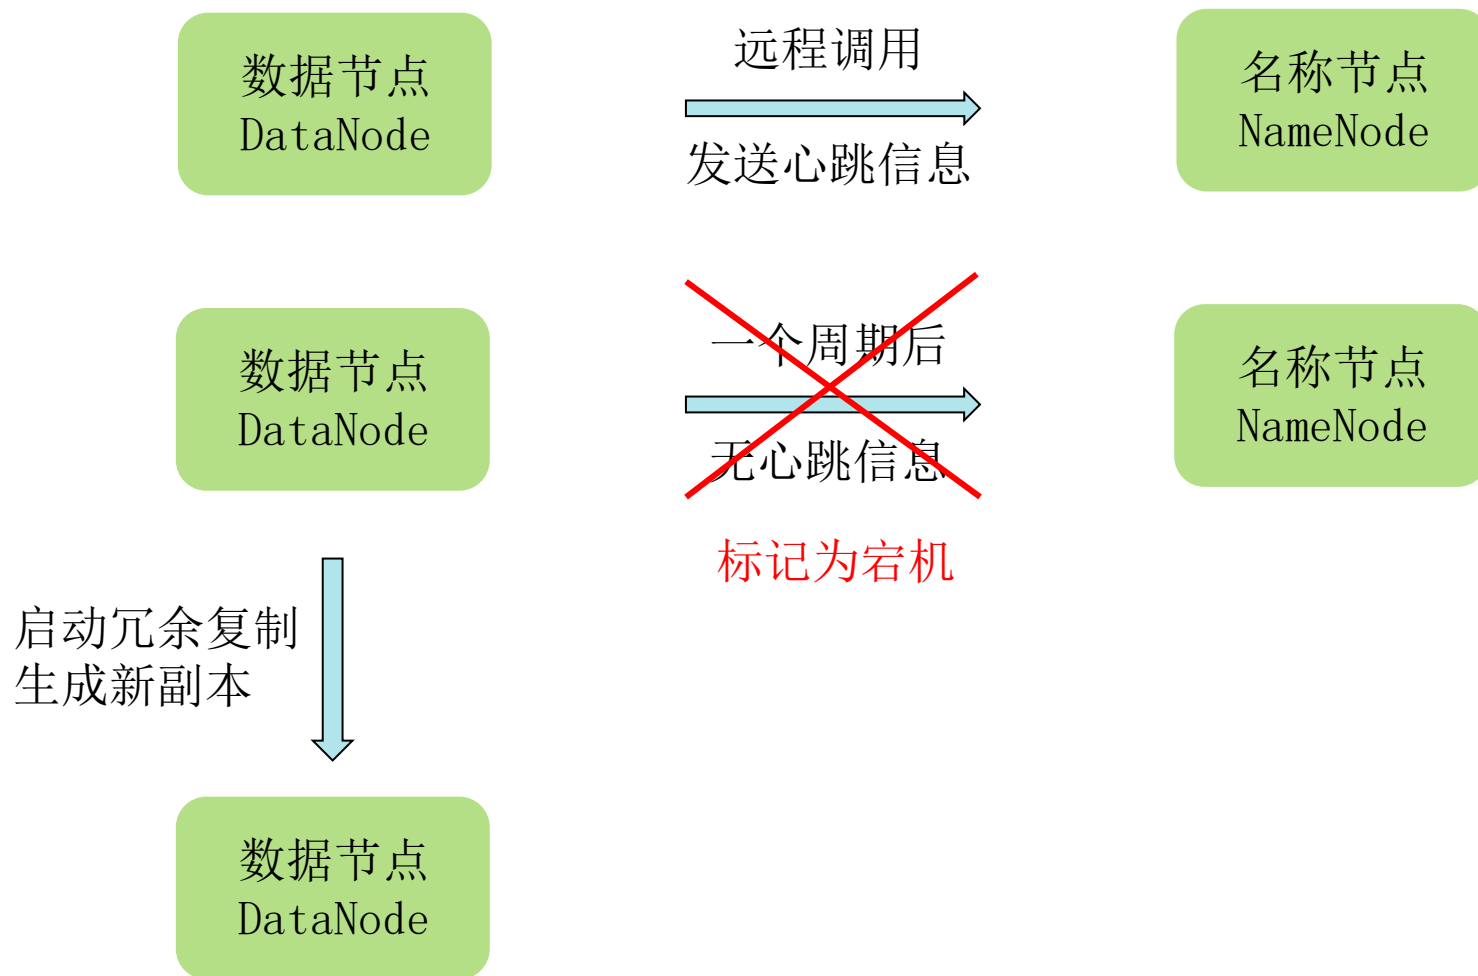 数据节点
DataNode
远程调用
发送心跳信息
名称节点
NameNode
数据节点
DataNode
一个周期后
无心跳信息
标记为宕机
名称节点
NameNode
启动冗余复制
生成新副本
数据节点
DataNode